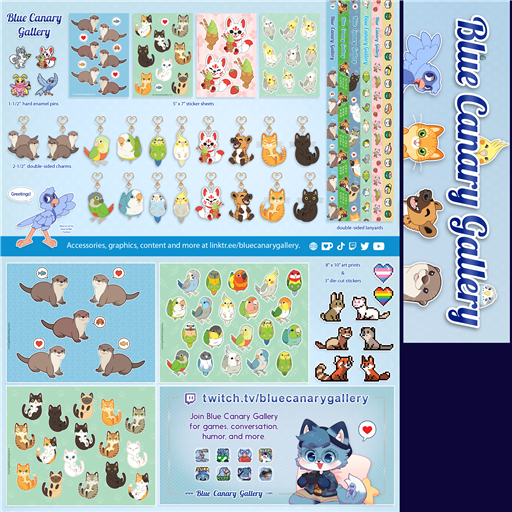 Blue Canary
Gallery
1-1/2" hard enamel pins
5" x 7" sticker sheets
2-1/2" double-sided charms
double-sided lanyards
Greetings!
Accessories, graphics, content and more at linktr.ee/bluecanarygallery.
8" x 10" art prints
&
3" die-cut stickers
twitch.tv/bluecanarygallery
Join Blue Canary Gallery
for games, conversation,
humor, and more.
Blue Canary Gallery
Blue Canary Gallery